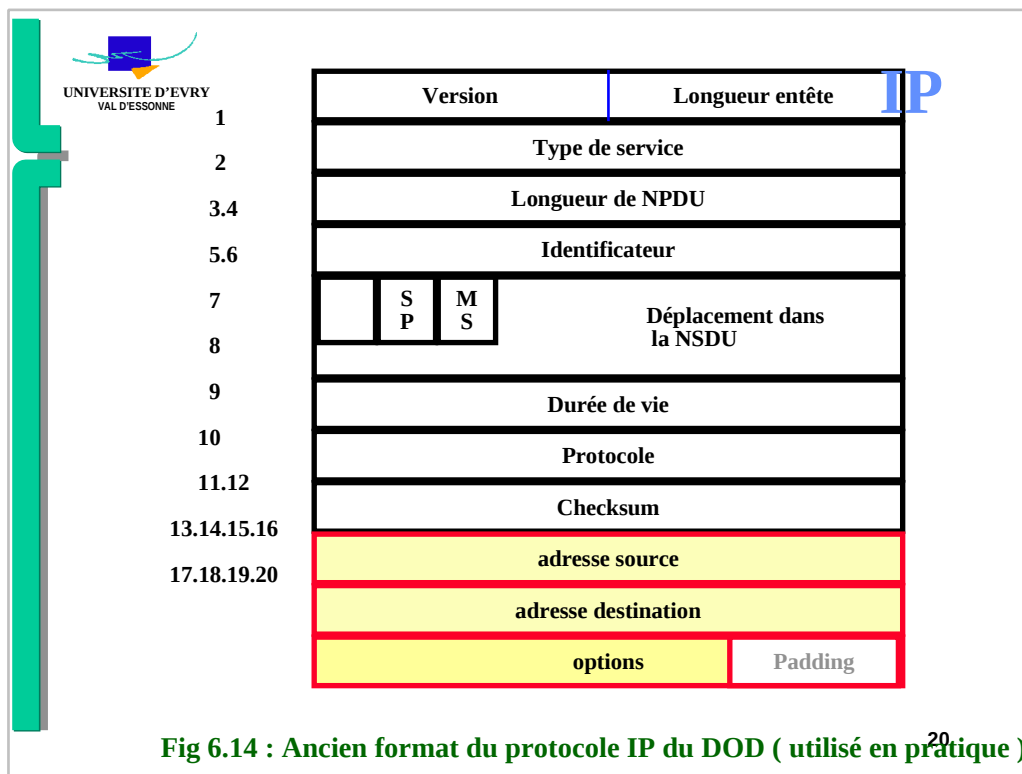 UNIVERSITE D’EVRY
VAL D'ESSONNE
IP
1
Version
Longueur entête
2
Type de service
3.4
Longueur de NPDU
5.6
Identificateur
7
S
P
M
S
Déplacement dans
la NSDU
8
9
Durée de vie
10
Protocole
11.12
Checksum
13.14.15.16
adresse source
17.18.19.20
adresse destination
options
Padding
Fig 6.14 : Ancien format du protocole IP du DOD ( utilisé en pratique )
20